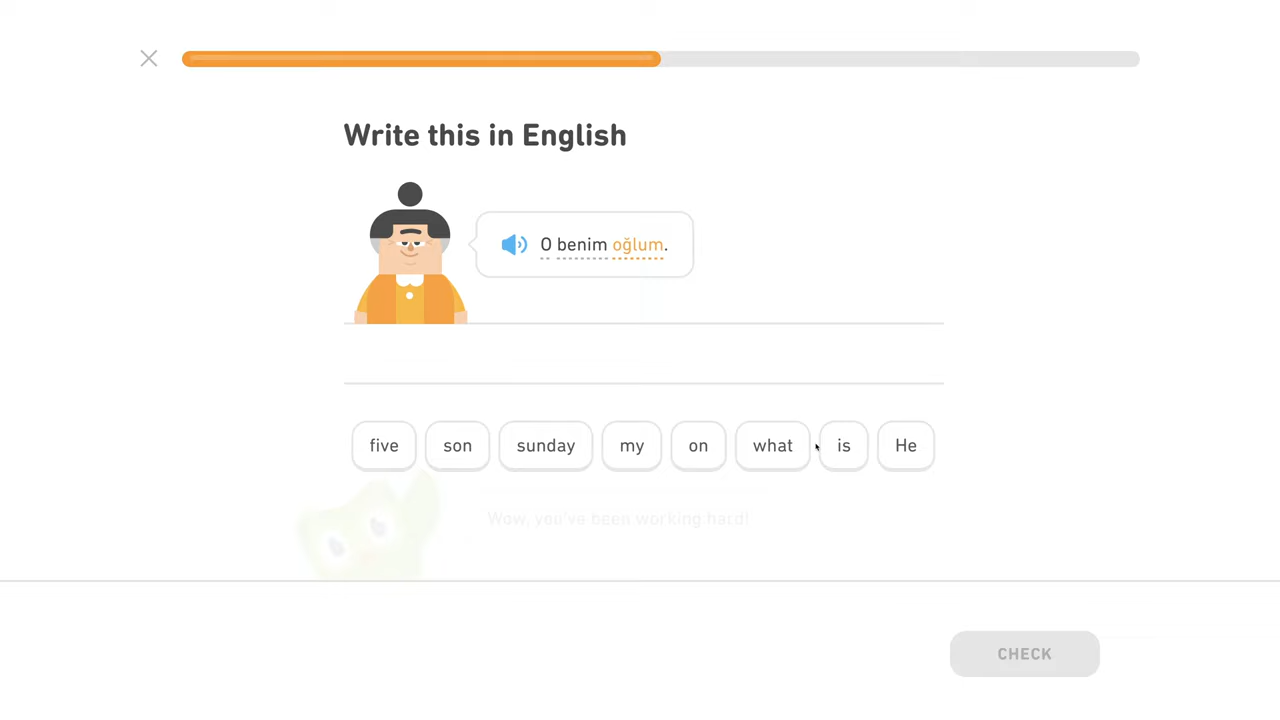 Write this in English
O benim oğlum.
five son sunday my on what is He
Wow, you've been working hard!
CHECK